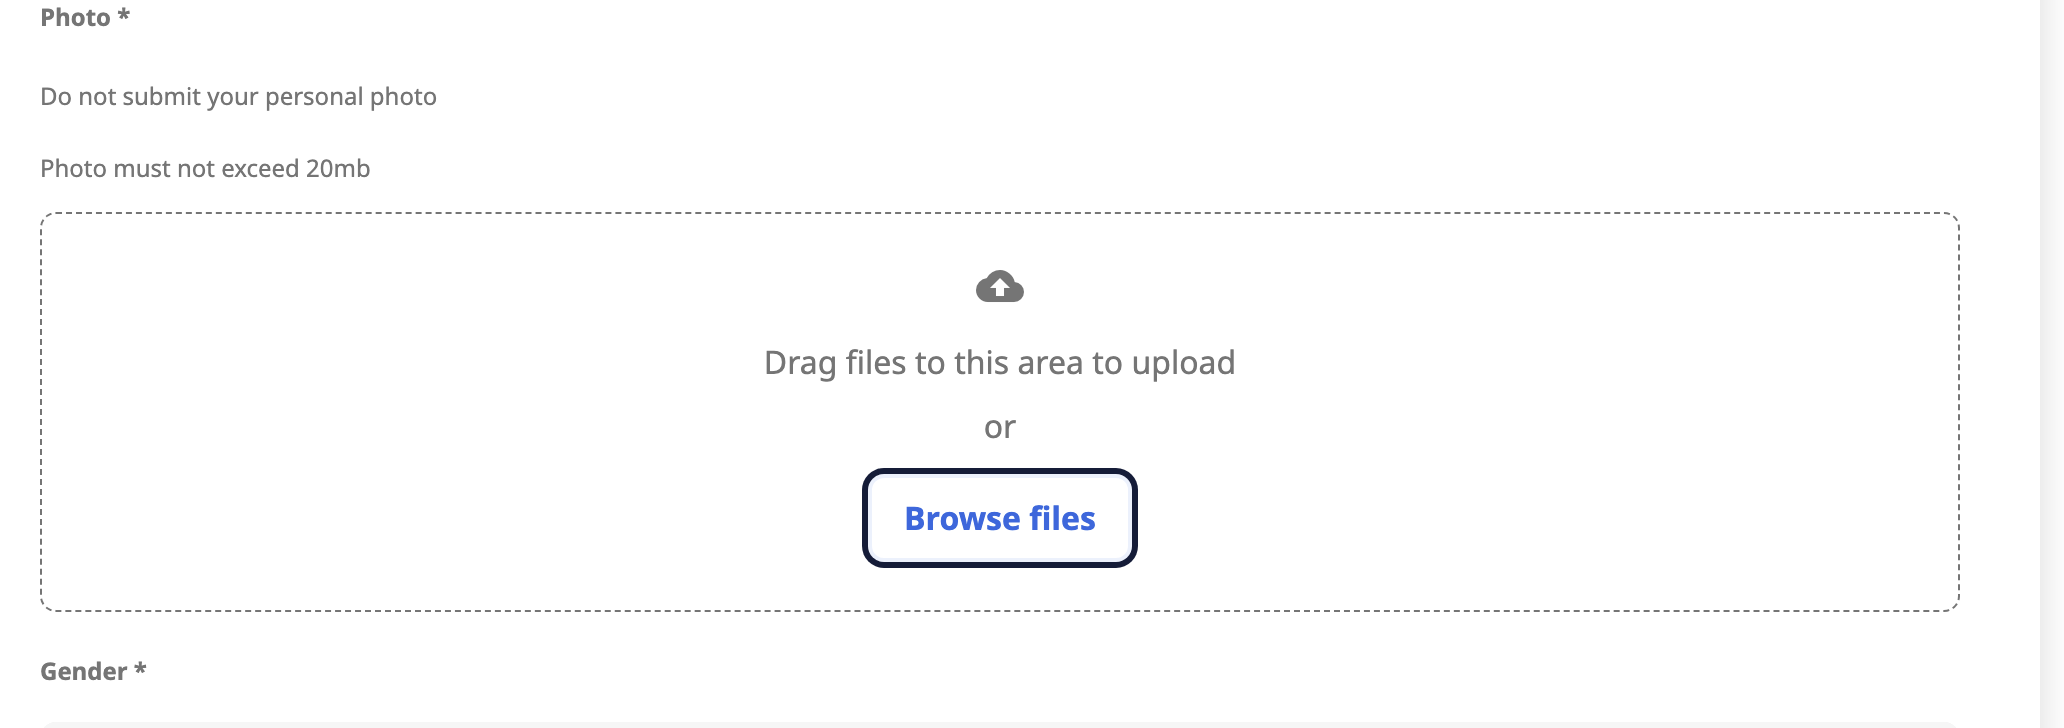 Photo *
Do not submit your personal photo
Photo must not exceed 20mb
Drag files to this area to upload
or
Browse files
Gender *